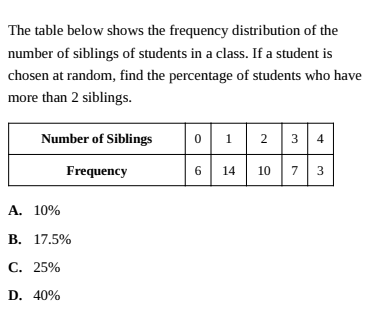 The table below shows the frequency distribution of the
number of siblings of students in a class. If a student is
chosen at random, find the percentage of students who have
more than 2 siblings.
Number of Siblings 0 1 2 3 4
Frequency 6 14 10 7 3
A. 10%
B. 17.5%
C. 25%
D. 40%